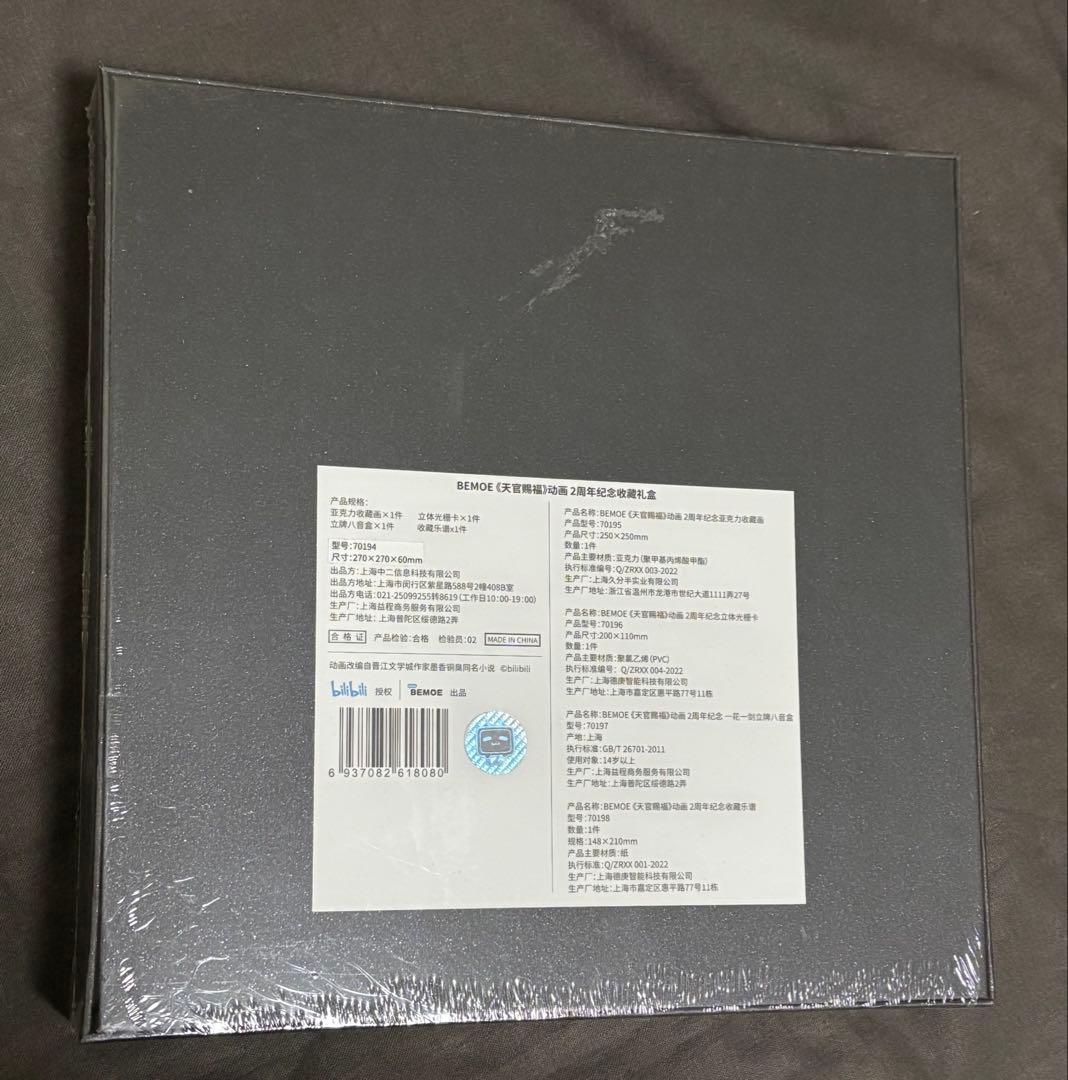 BEMOE《天官赐福》动画 2周年纪念收藏礼盒
产品规格:
亚克力收藏画×1件 立体光栅卡×1件
立牌八音盒×1件 收藏乐谱x1件
型号:70194
尺寸:270×270×60mm
出品方:上海中二信息科技有限公司
出品方地址:上海市闵行区紫星路588号2幢408B室
出品方电话:021-25099255转8619(工作日10:00-19:00)
生产厂:上海益程商务服务有限公司
生产厂地址:上海普陀区绥德路2弄
合格证 产品检验:合格 检验员:02 MADE IN CHINA
动画改编自晋江文学城作家墨香铜臭同名小说 ©bilibili
bilibili 授权 BEMOE 出品
6 937082 618080
产品名称:BEMOE《天官赐福》动画 2周年纪念亚克力收藏画
产品型号:70195
产品尺寸:250×250mm
数量:1件
产品主要材质:亚克力(聚甲基丙烯酸甲酯)
执行标准编号:Q/ZRXX 003-2022
生产厂:上海久分半实业有限公司
生产厂地址:浙江省温州市龙港市世纪大道1111弄27号
产品名称:BEMOE《天官赐福》动画 2周年纪念立体光栅卡
产品型号:70196
产品尺寸:200×110mm
数量:1件
产品主要材质:聚氯乙烯(PVC)
执行标准编号: Q/ZRXX 004-2022
生产厂:上海德庚智能科技有限公司
生产厂地址:上海市嘉定区惠平路77号11栋
产品名称:BEMOE《天官赐福》动画 2周年纪念 一花一剑立牌八音盒
型号:70197
产地:上海
执行标准:GB/T 26701-2011
使用对象:14岁以上
生产厂:上海益程商务服务有限公司
生产厂地址:上海普陀区绥德路2弄
产品名称:BEMOE《天官赐福》动画 2周年纪念收藏乐谱
型号:70198
数量:1件
规格:148×210mm
产品主要材质:纸
执行标准:Q/ZRXX 001-2022
生产厂:上海德庚智能科技有限公司
生产厂地址:上海市嘉定区惠平路77号11栋